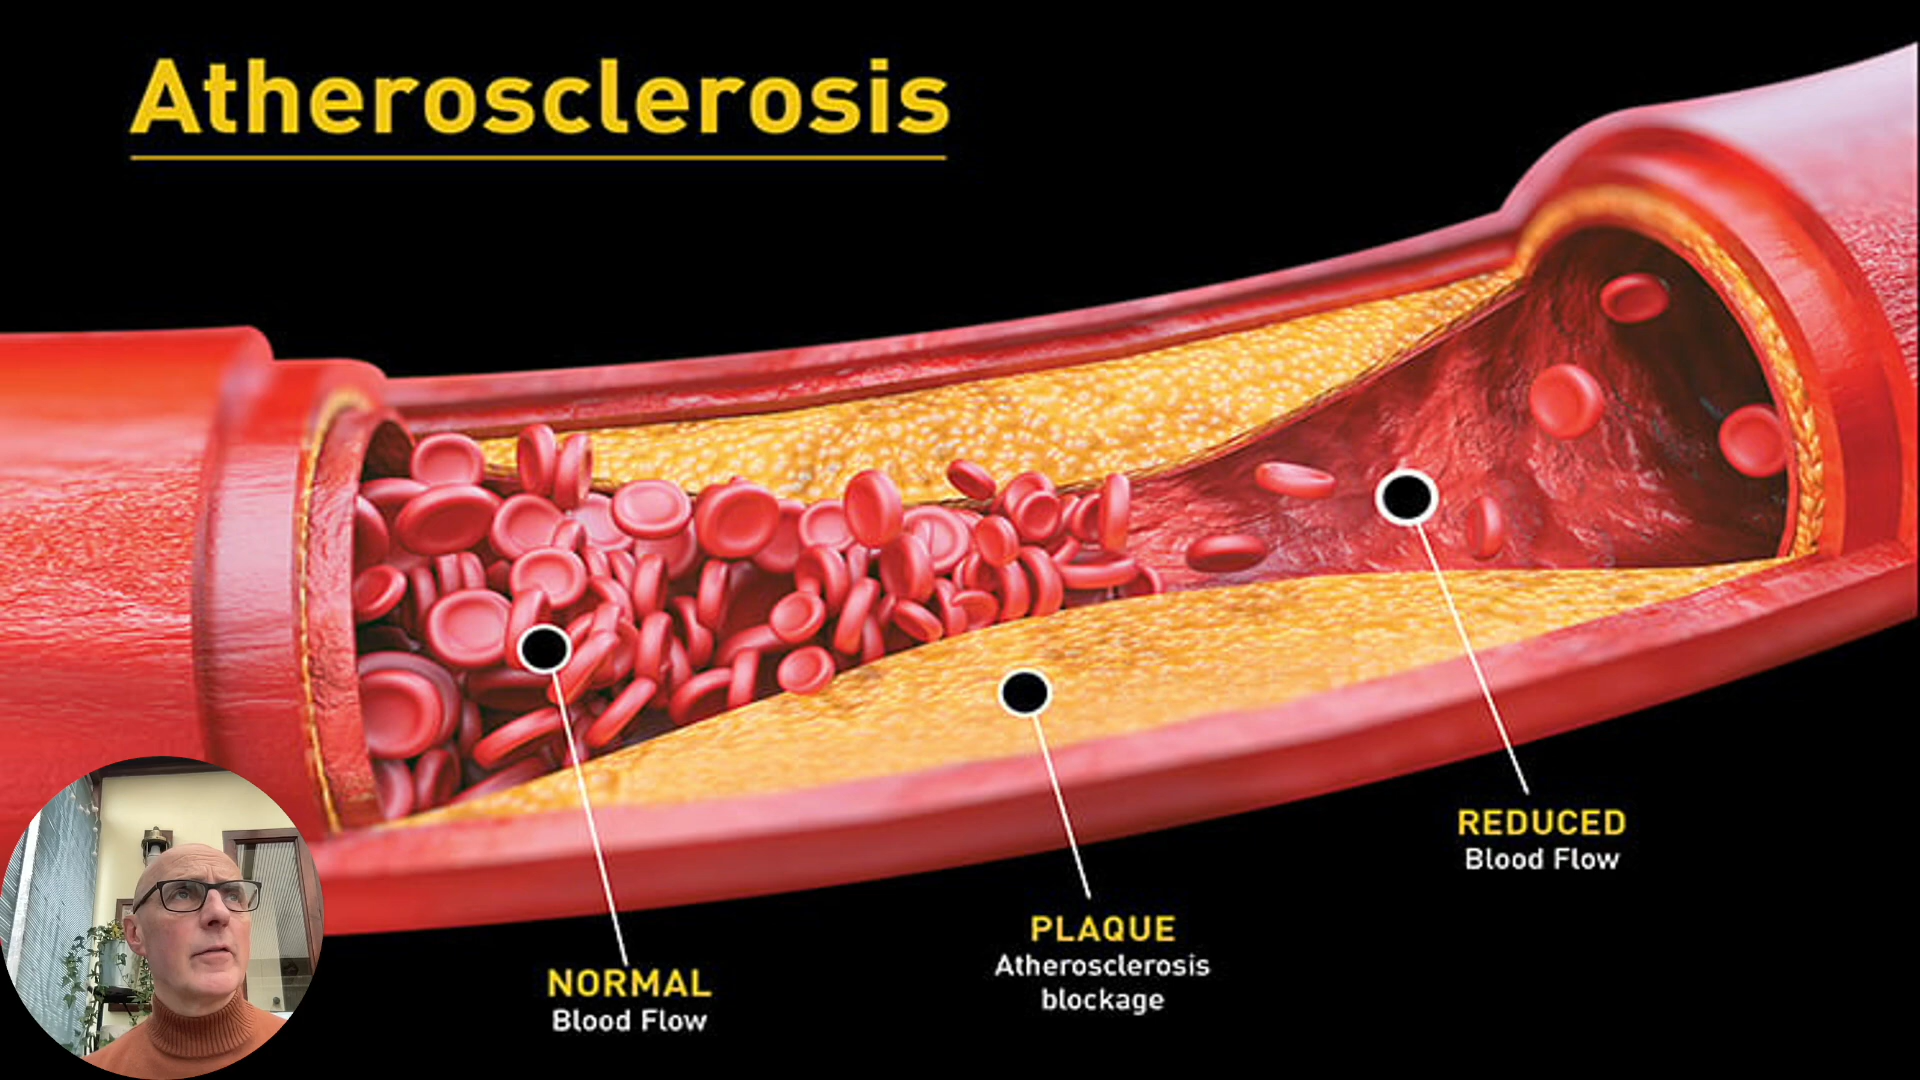 Atherosclerosis
NORMAL
Blood Flow
PLAQUE
Atherosclerosis
blockage
REDUCED
Blood Flow